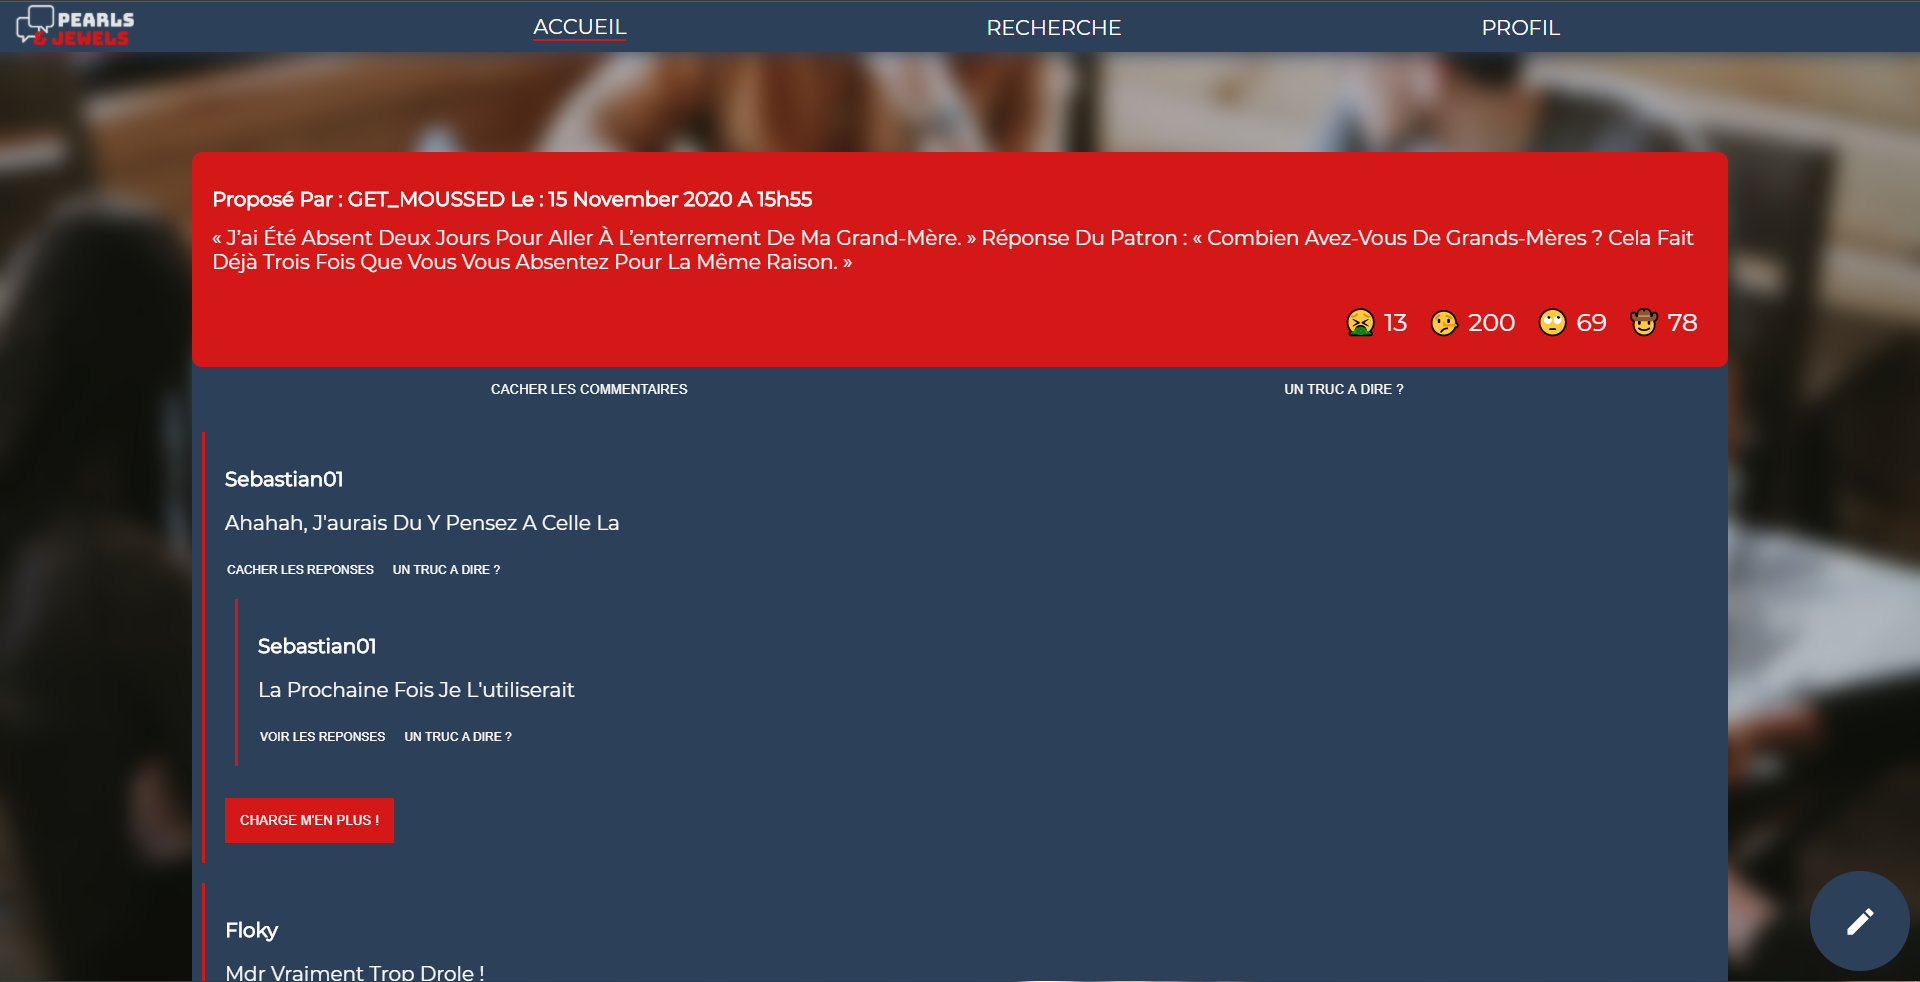 PEARLS
& JEWELS
ACCUEIL
RECHERCHE
PROFIL
Proposé Par : GET_MOUSSED Le : 15 November 2020 A 15h55
« J’ai Été Absent Deux Jours Pour Aller À L’enterrement De Ma Grand-Mère. » Réponse Du Patron : « Combien Avez-Vous De Grands-Mères ? Cela Fait
Déjà Trois Fois Que Vous Vous Absentez Pour La Même Raison. »
13 200 69 78
CACHER LES COMMENTAIRES
UN TRUC A DIRE ?
Sebastian01
Ahahah, J'aurais Du Y Pensez A Celle La
CACHER LES REPONSES UN TRUC A DIRE ?
Sebastian01
La Prochaine Fois Je L'utiliserait
VOIR LES REPONSES UN TRUC A DIRE ?
CHARGE M'EN PLUS !
Floky
Mdr Vraiment Trop Drole !